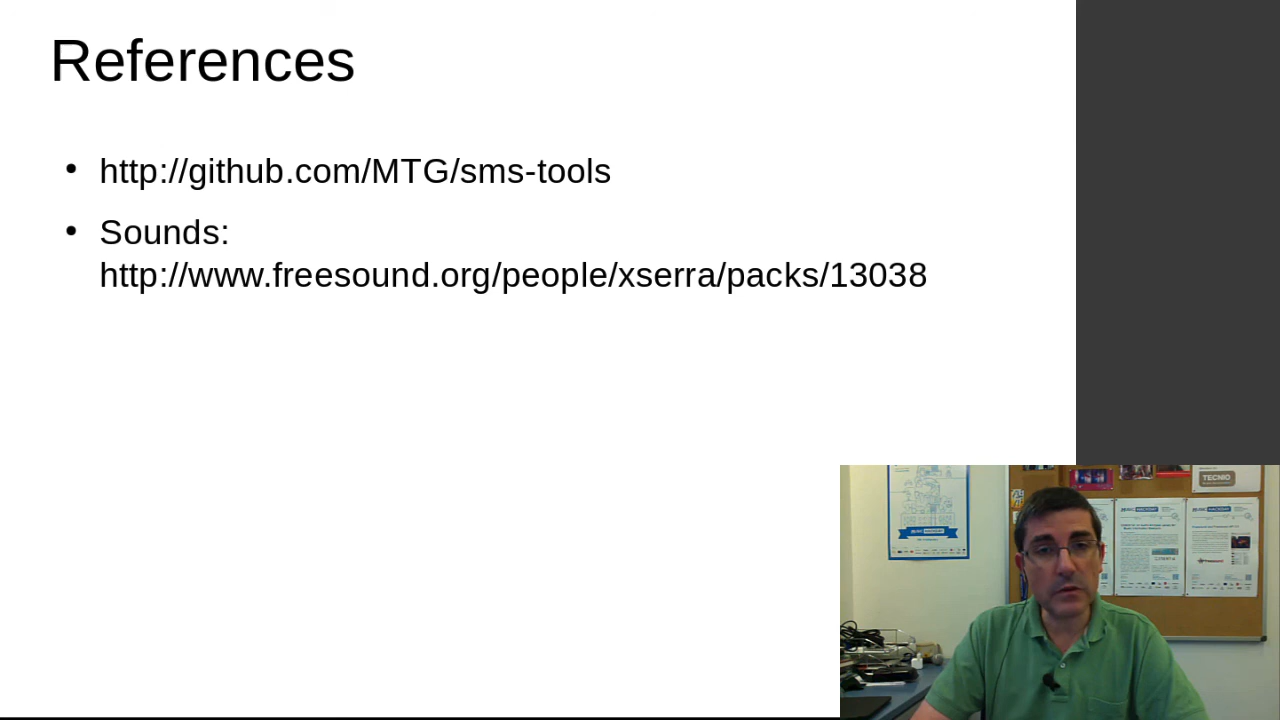 References
• http://github.com/MTG/sms-tools
• Sounds:
http://www.freesound.org/people/xserra/packs/13038
TECNIO